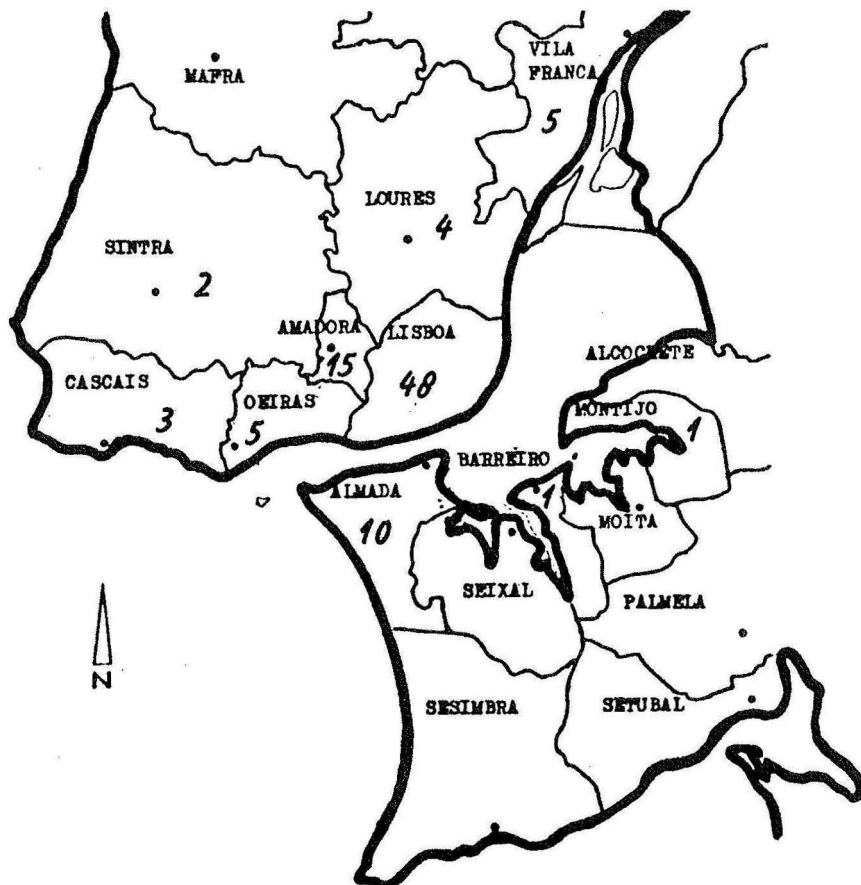 MAFRA
VILA
FRANCA
5
LOURES
4
SINTRA
2
AMADORA
15
LISBOA
48
ALCOCHETE
CASCAIS
3
OEIRAS
5
MONTIJO
1
BARREIRO
1
ALMADA
10
MOITA
SEIXAL
PALMELA
N
SESIMBRA
SETUBAL